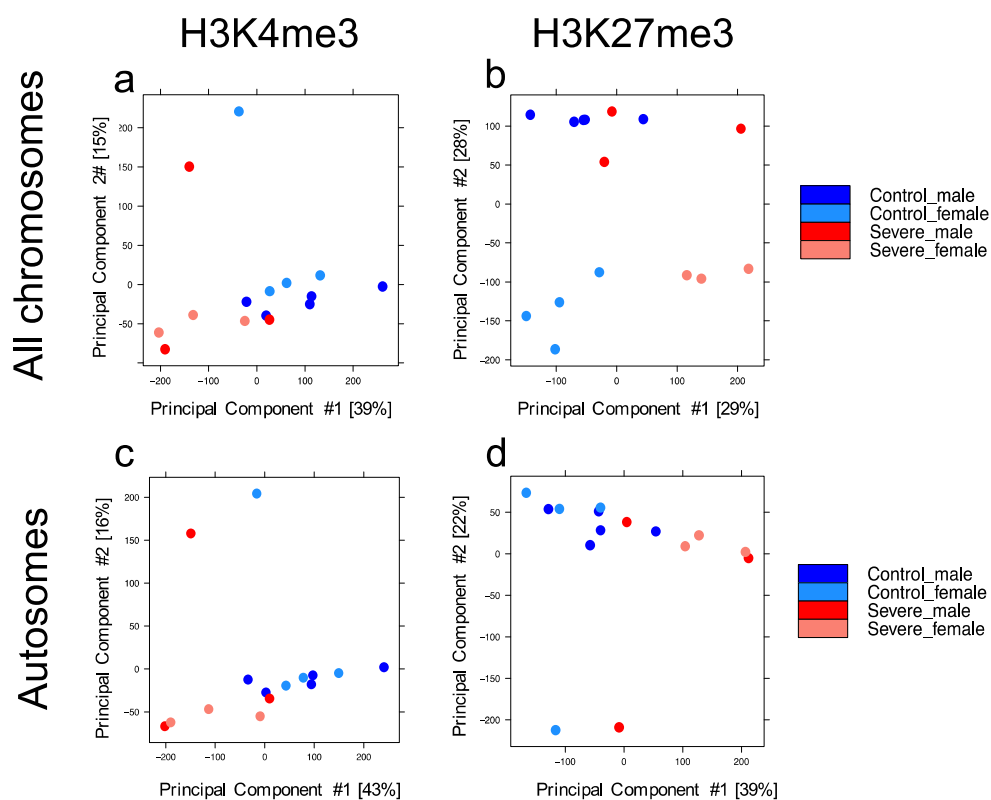 H3K4me3
H3K27me3
All chromosomes
a
Principal Component 2# [15%]
200
150
100
50
0
−50
−200 −100 0 100 200
Principal Component #1 [39%]
b
Principal Component #2 [28%]
100
50
0
−50
−100
−150
−200
−100 0 100 200
Principal Component #1 [29%]
Control_male
Control_female
Severe_male
Severe_female
Autosomes
c
Principal Component #2 [16%]
200
150
100
50
0
−50
−200 −100 0 100 200
Principal Component #1 [43%]
d
Principal Component #2 [22%]
50
0
−50
−100
−150
−200
−100 0 100 200
Principal Component #1 [39%]
Control_male
Control_female
Severe_male
Severe_female